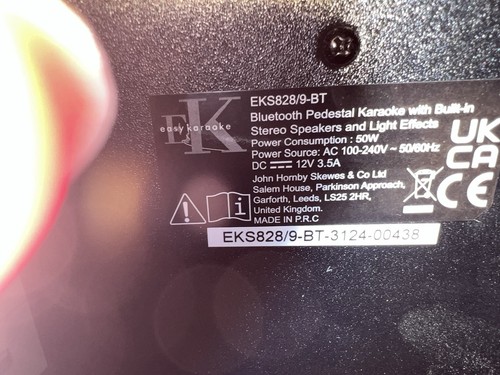 EK
easy karaoke
EKS828/9-BT
Bluetooth Pedestal Karaoke with Built-in
Stereo Speakers and Light Effects
Power Consumption : 50W
Power Source: AC 100-240V ~ 50/60Hz
DC ⎓ 12V 3.5A
John Hornby Skewes & Co Ltd
Salem House, Parkinson Approach,
Garforth, Leeds, LS25 2HR,
United Kingdom.
MADE IN P.R.C
UK
CA
CE
EKS828/9-BT-3124-00438